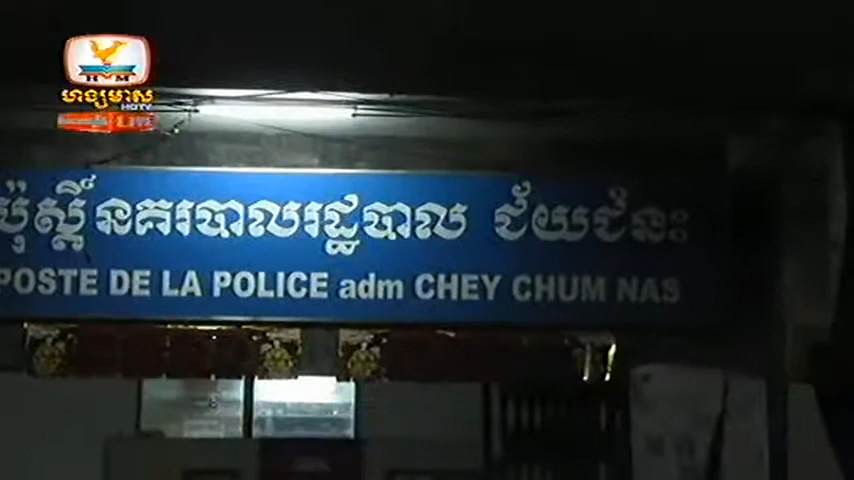 HM
ហង្សមាស
HDTV
LIVE
ប៉ុស្តិ៍នគរបាលរដ្ឋបាល ជ័យជំនះ
POSTE DE LA POLICE adm CHEY CHUM NAS